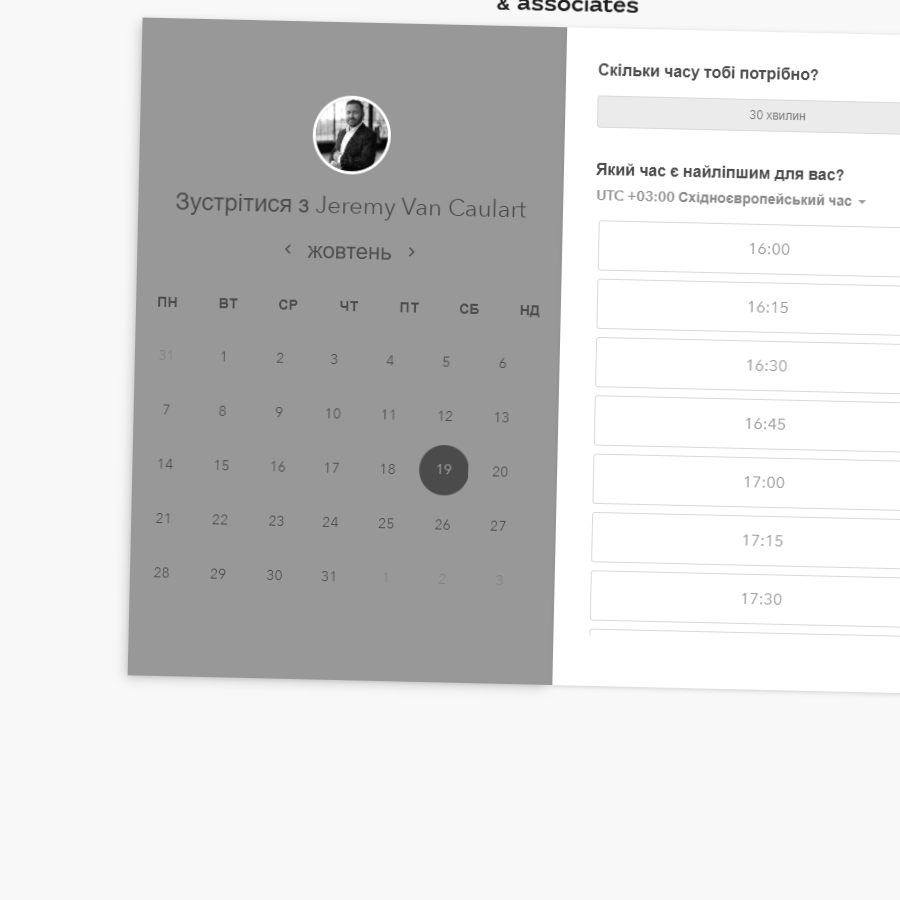 & associates
Зустрітися з Jeremy Van Caulart
жовтень
ПН ВТ СР ЧТ ПТ СБ НД
31 1 2 3 4 5 6
7 8 9 10 11 12 13
14 15 16 17 18 19 20
21 22 23 24 25 26 27
28 29 30 31 1 2 3
Скільки часу тобі потрібно?
30 хвилин
Який час є найліпшим для вас?
UTC +03:00 Східноєвропейський час
16:00
16:15
16:30
16:45
17:00
17:15
17:30